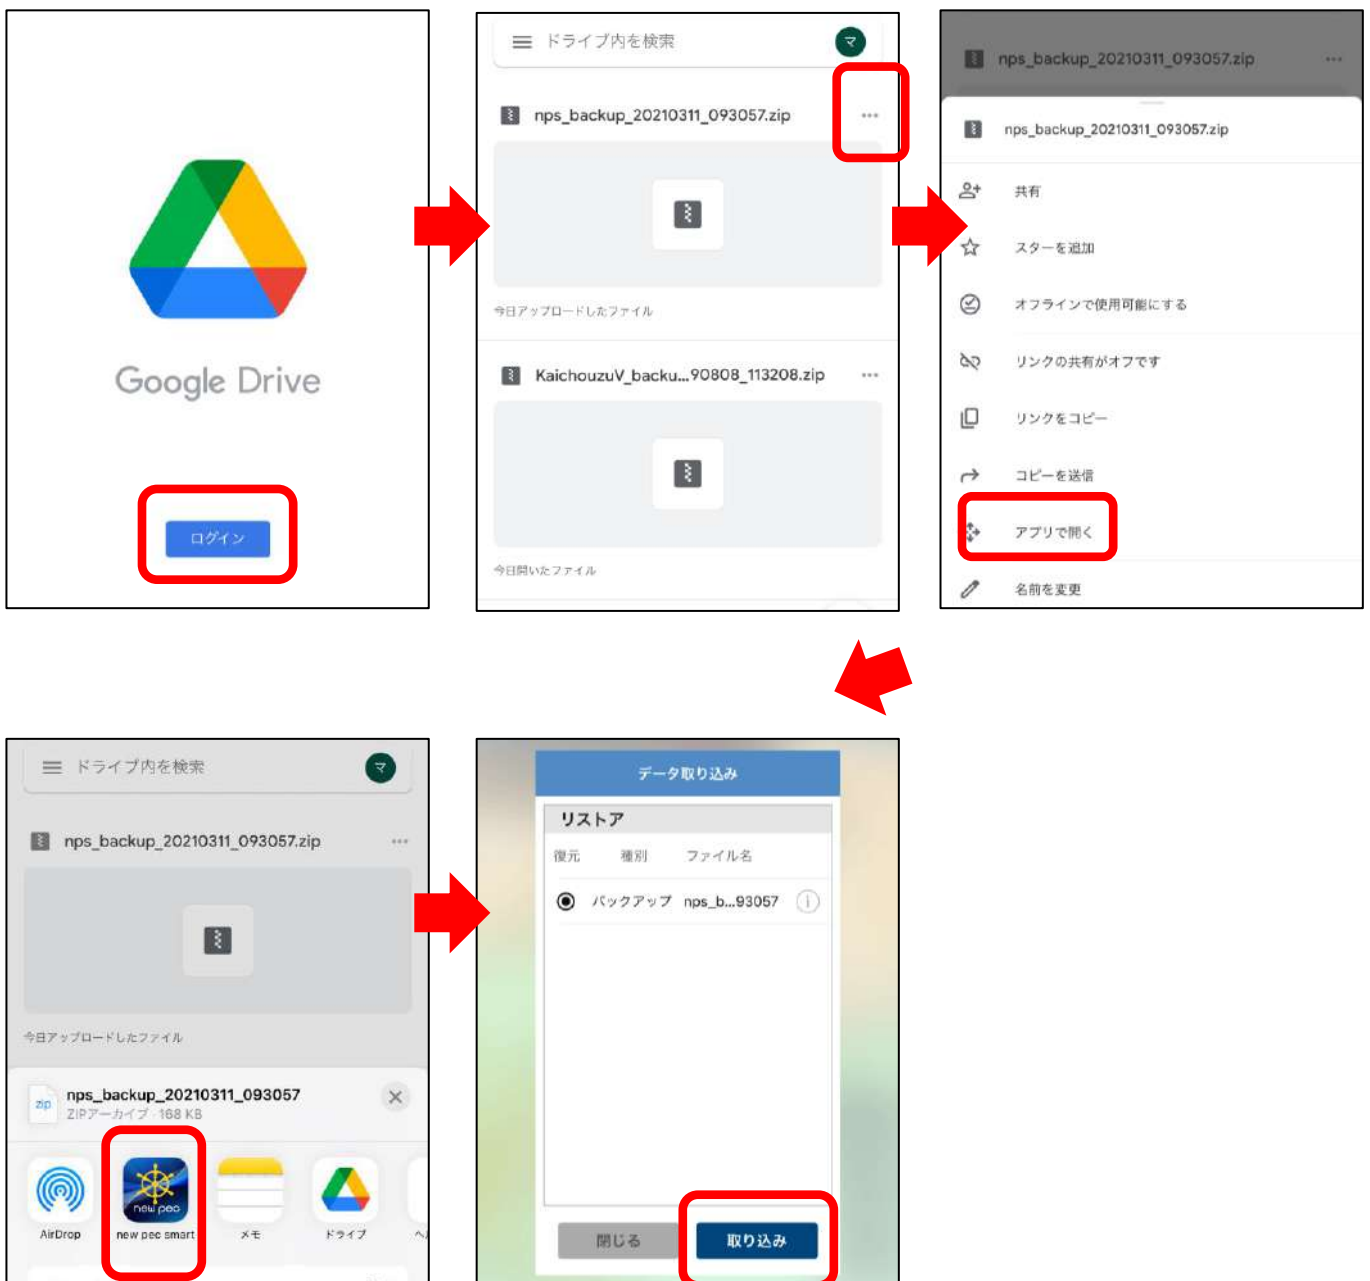 Google Drive
ログイン
ドライブ内を検索
マ
nps_backup_20210311_093057.zip
今日アップロードしたファイル
KaichouzuV_backu...90808_113208.zip
今日開いたファイル
nps_backup_20210311_093057.zip
nps_backup_20210311_093057.zip
共有
スターを追加
オフラインで使用可能にする
リンクの共有がオフです
リンクをコピー
コピーを送信
アプリで開く
名前を変更
ドライブ内を検索
マ
nps_backup_20210311_093057.zip
今日アップロードしたファイル
zip
nps_backup_20210311_093057
ZIPアーカイブ · 168 KB
new pec
AirDrop
new pec smart
メモ
ドライブ
データ取り込み
リストア
復元 種別 ファイル名
バックアップ nps_b...93057
閉じる
取り込み